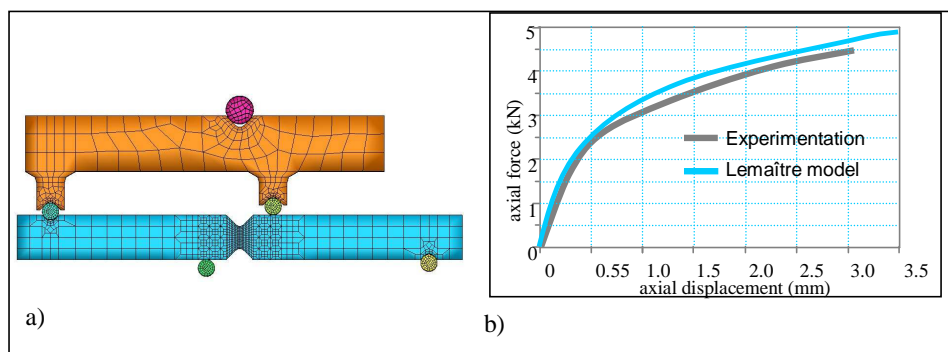 a)
5
4
3
2
1
0
axial force (kN)
Experimentation
Lemaître model
0 0.55 1.0 1.5 2.0 2.5 3.0 3.5
axial displacement (mm)
b)